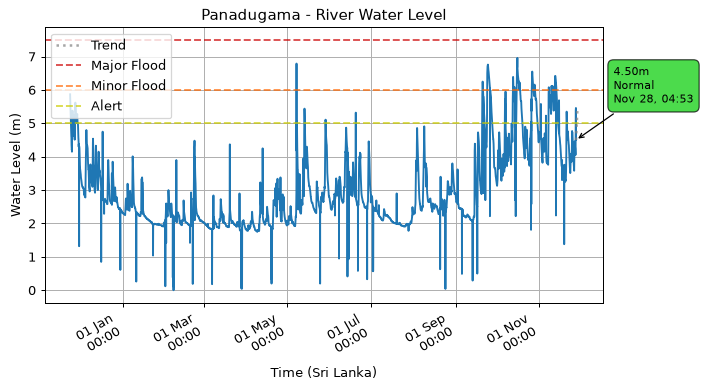 Panadugama - River Water Level
Trend
Major Flood
Minor Flood
Alert
4.50m
Normal
Nov 28, 04:53
Water Level (m)
7
6
5
4
3
2
1
0
01 Jan
00:00
01 Mar
00:00
01 May
00:00
01 Jul
00:00
01 Sep
00:00
01 Nov
00:00
Time (Sri Lanka)